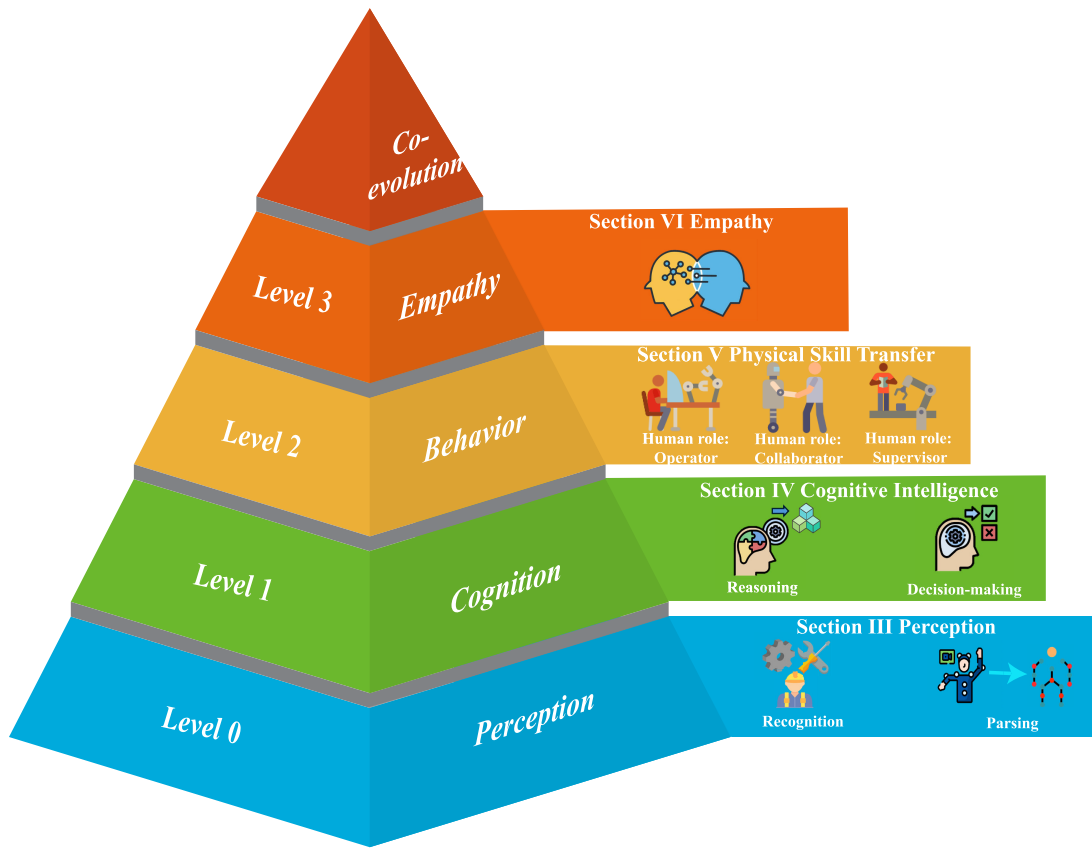 Co-
evolution
Section VI Empathy
Level 3
Empathy
Section V Physical Skill Transfer
Level 2
Behavior
Human role:
Operator
Human role:
Collaborator
Human role:
Supervisor
Section IV Cognitive Intelligence
Level 1
Cognition
Reasoning
Decision-making
Section III Perception
Level 0
Perception
Recognition
Parsing